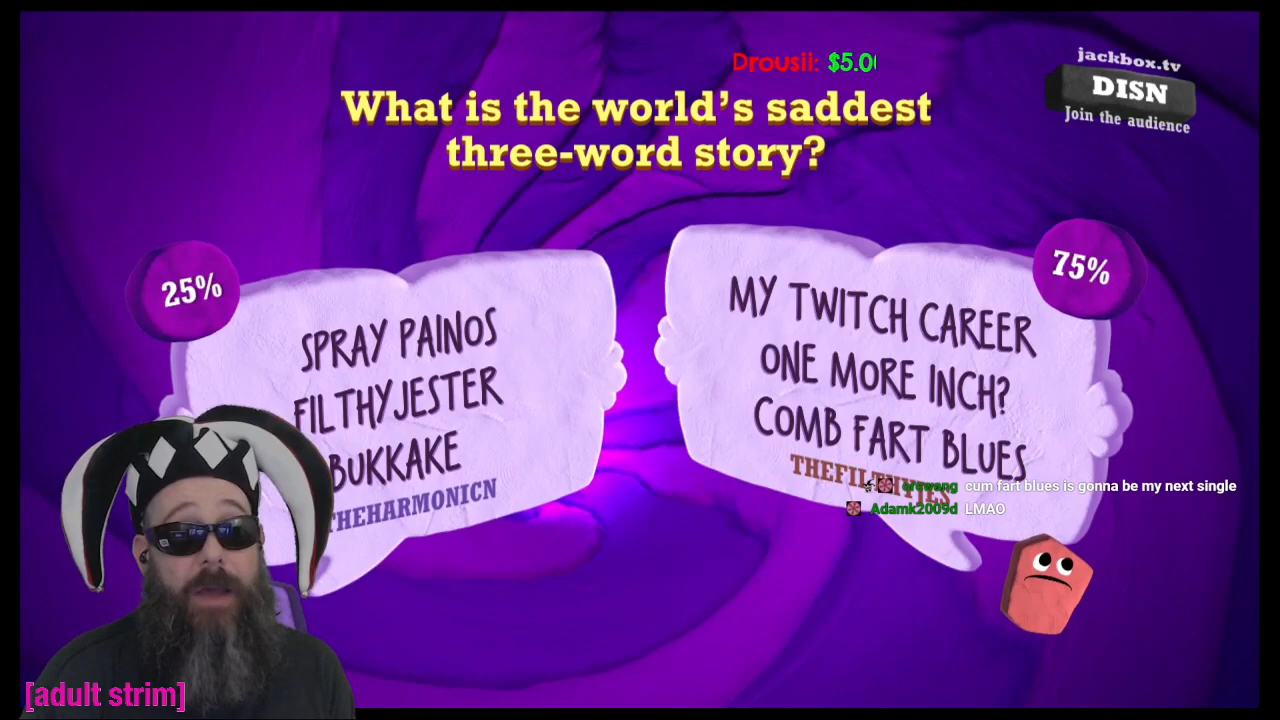 Drousii: $5.0
jackbox.tv
DISN
Join the audience
What is the world's saddest
three-word story?
25%
SPRAY PAINOS
FILTHYJESTER
BUKKAKE
THEHARMONICN
75%
MY TWITCH CAREER
ONE MORE INCH?
COMB FART BLUES
cum fart blues is gonna be my next single
Adamk2009d LMAO
[adult strim]